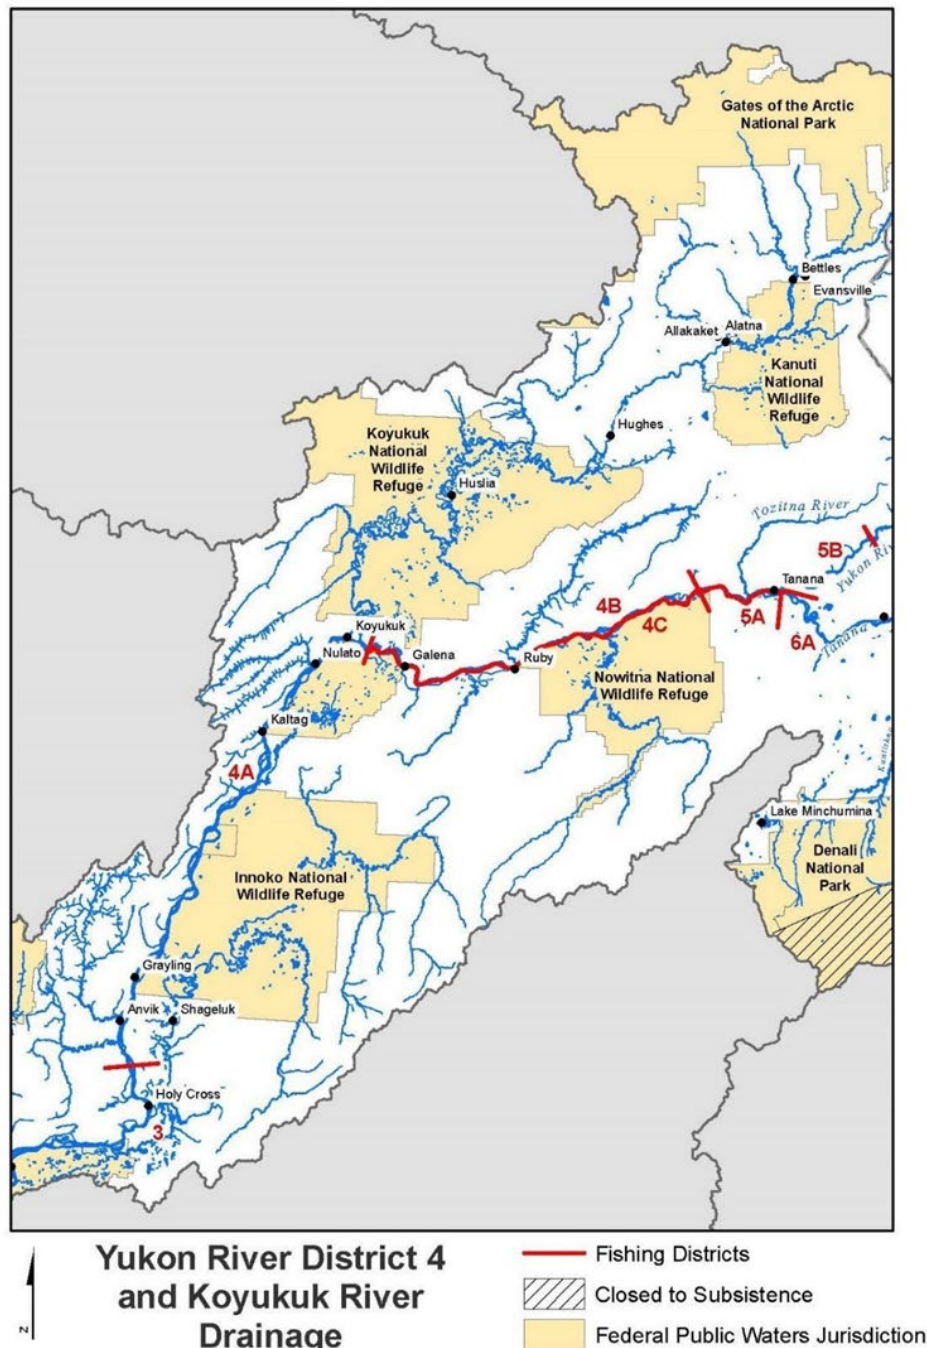 Gates of the Arctic
National Park
Bettles
Evansville
Allakaket
Alatna
Kanuti
National
Wildlife
Refuge
Hughes
Koyukuk
National
Wildlife
Refuge
Huslia
Tozitna River
5B
Yukon
Tanana
4B
4C
5A
6A
Tanana
Koyukuk
Nulato
Galena
Ruby
Nowitna National
Wildlife Refuge
Kaltag
4A
Lake Minchumina
Denali
National
Park
Innoko National
Wildlife Refuge
Grayling
Anvik
Shageluk
Holy Cross
3
Yukon River District 4
and Koyukuk River
Drainage
N
Fishing Districts
Closed to Subsistence
Federal Public Waters Jurisdiction